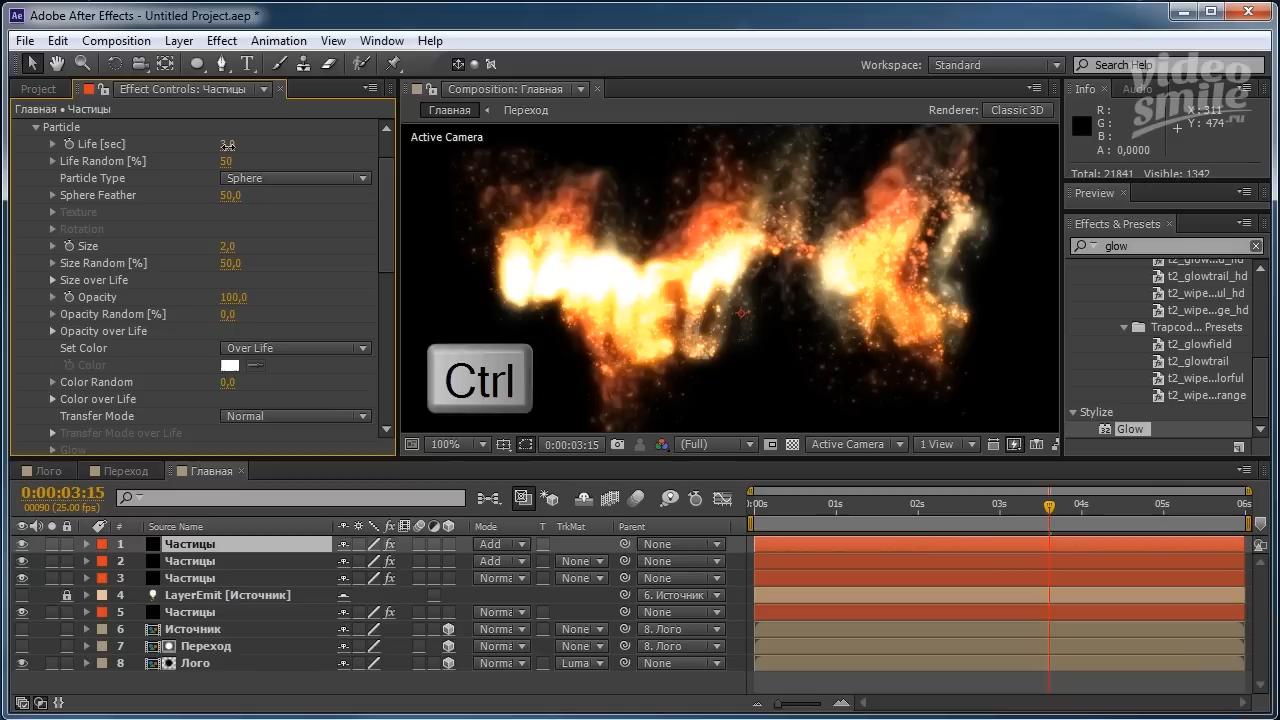 Adobe After Effects - Untitled Project.aep *
File Edit Composition Layer Effect Animation View Window Help
Workspace: Standard Search Help
video smile.ru
Project Effect Controls: Частицы
Главная • Частицы
Particle
Life [sec]
Life Random [%] 50
Particle Type Sphere
Sphere Feather 50,0
Texture
Rotation
Size 2,0
Size Random [%] 50,0
Size over Life
Opacity 100,0
Opacity Random [%] 0,0
Opacity over Life
Set Color Over Life
Color
Color Random 0,0
Color over Life
Transfer Mode Normal
Transfer Mode over Life
Glow
Composition: Главная
Главная Переход
Renderer: Classic 3D
Active Camera
Ctrl
100% 0:00:03:15 (Full) Active Camera 1 View
Info Audio
R: X: 311
G: Y: 474
B:
A: 0,0000
Total: 21841 Visible: 1342
Preview
Effects & Presets
glow
t2_glowtrail_hd
t2_wipe...ul_hd
t2_wipe...ge_hd
Trapcod... Presets
t2_glowfield
t2_glowtrail
t2_wipe...lorful
t2_wipe...range
Stylize
Glow
Лого Переход Главная
0:00:03:15
00090 (25.00 fps)
:00s 01s 02s 03s 04s 05s 06s
# Source Name fx Mode T TrkMat Parent
1 Частицы fx Add None
2 Частицы fx Add None None
3 Частицы fx Norma None None
4 LayerEmit [Источник] 6. Источник
5 Частицы fx Norma None None
6 Источник Norma None 8. Лого
7 Переход Norma None 8. Лого
8 Лого Norma Luma None